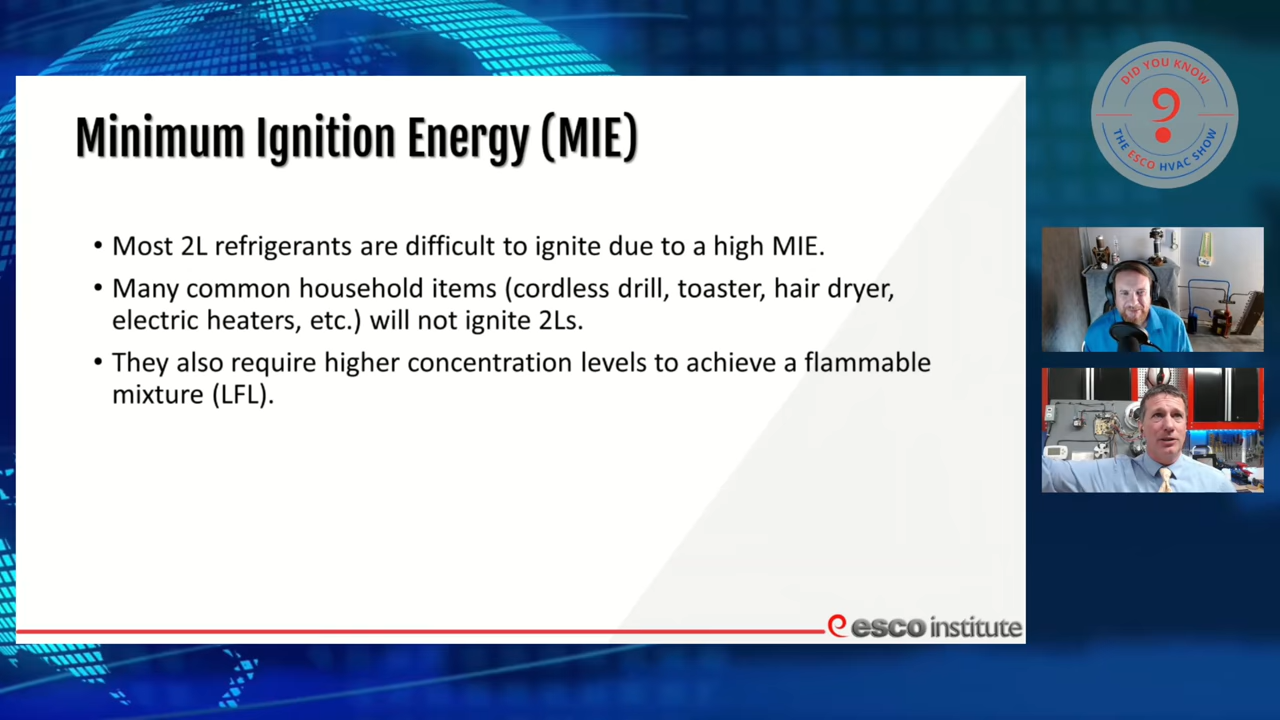 Minimum Ignition Energy (MIE)
• Most 2L refrigerants are difficult to ignite due to a high MIE.
• Many common household items (cordless drill, toaster, hair dryer,
electric heaters, etc.) will not ignite 2Ls.
• They also require higher concentration levels to achieve a flammable
mixture (LFL).
esco institute
DID YOU KNOW
?
THE ESCO HVAC SHOW